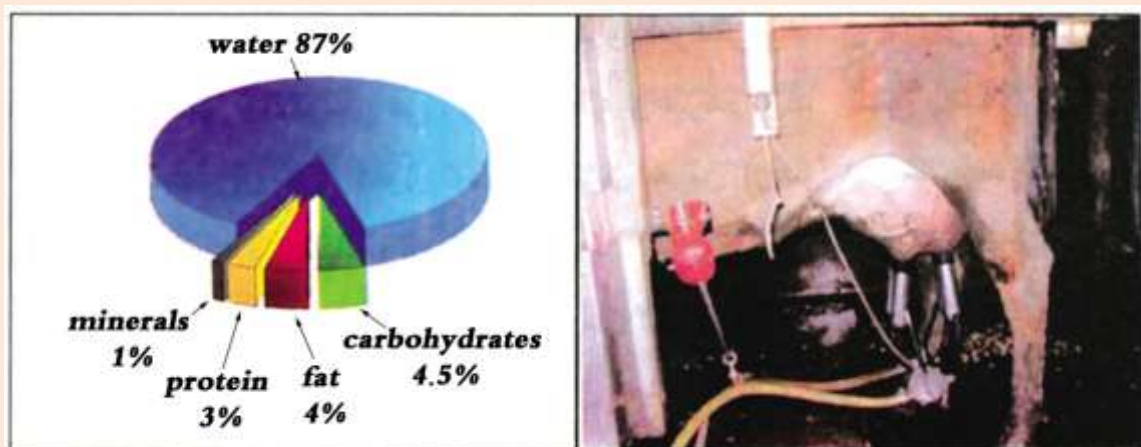 water 87%
minerals
1%
protein
3%
fat
4%
carbohydrates
4.5%